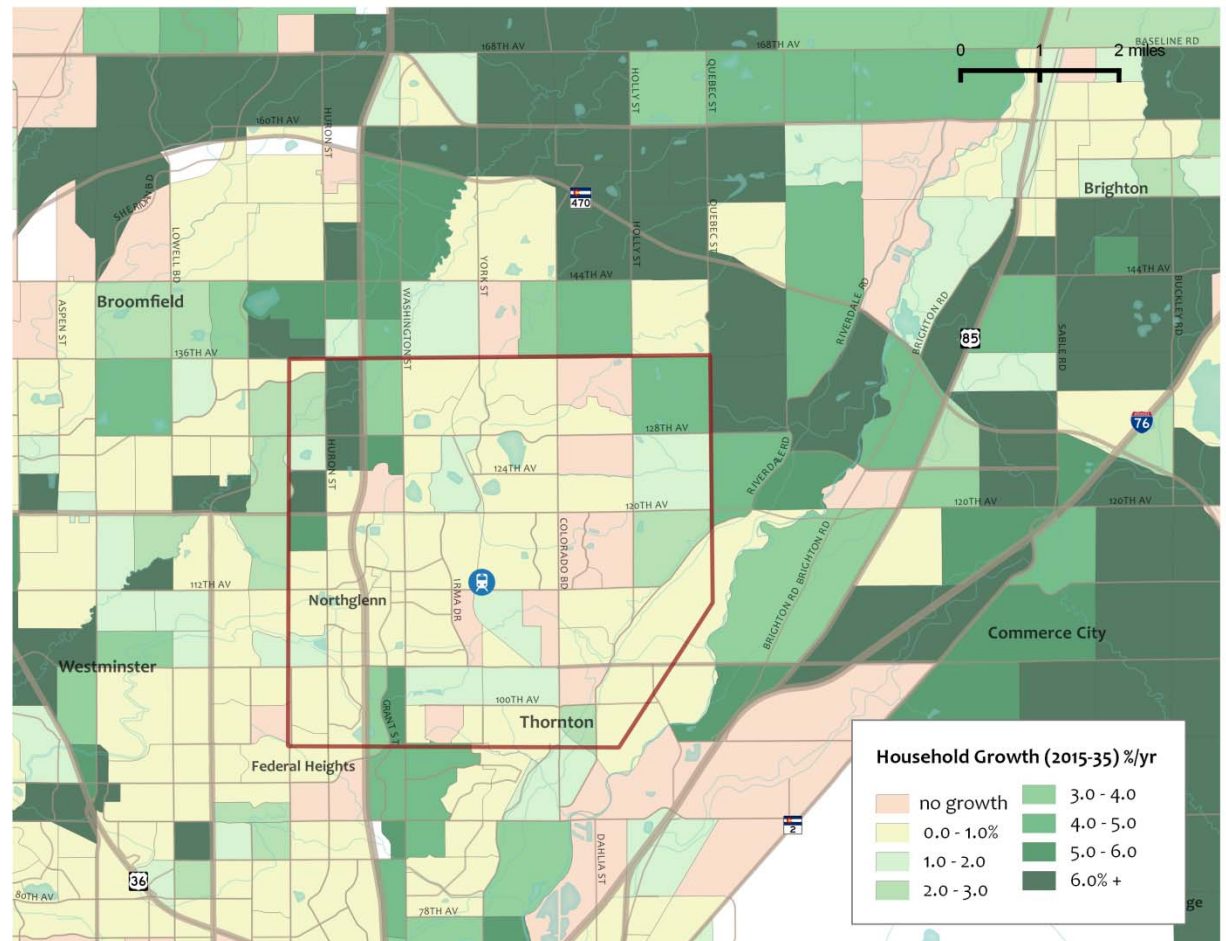 168TH AV
168TH AV
BASELINE RD
0 1 2 miles
HOLLY ST
QUEBEC ST
HURON ST
160TH AV
Brighton
SHERIDAN BD
470
LOWELL BD
YORK ST
HOLLY ST
QUEBEC ST
144TH AV
144TH AV
Broomfield
ASPEN ST
WASHINGTON ST
RIVERDALE RD
BRIGHTON RD
SABLE RD
BUCKLEY RD
85
136TH AV
76
128TH AV
HURON ST
124TH AV
RIVERDALE RD
120TH AV
120TH AV
120TH AV
COLORADO BD
BRIGHTON RD
BRIGHTON RD
112TH AV
Northglenn
IRMA DR
Commerce City
Westminster
100TH AV
GRANT ST
Thornton
Federal Heights
Household Growth (2015-35) %/yr
no growth
0.0 - 1.0%
1.0 - 2.0
2.0 - 3.0
3.0 - 4.0
4.0 - 5.0
5.0 - 6.0
6.0% +
2
DAHLIA ST
36
80TH AV
78TH AV
ge